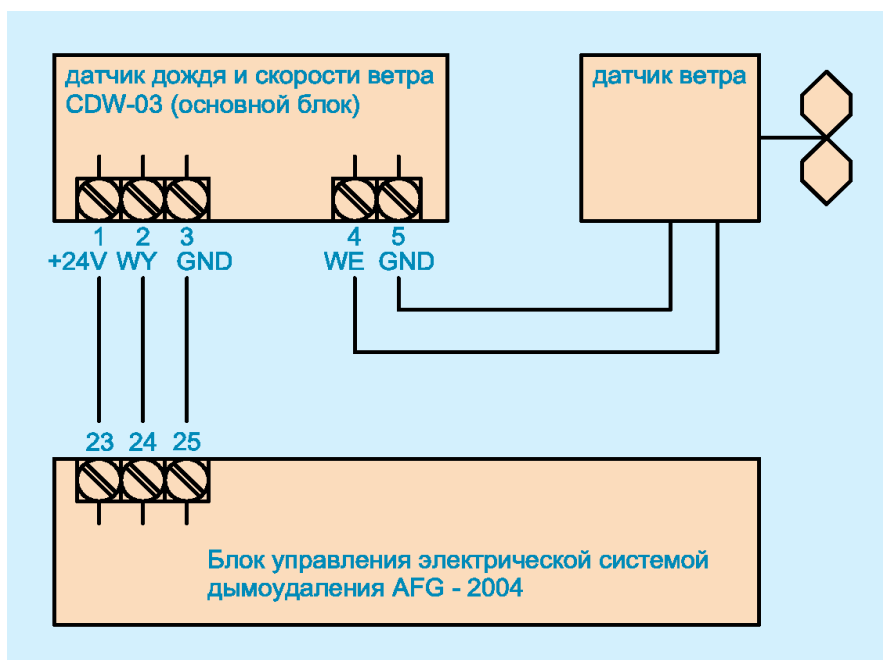 датчик дождя и скорости ветра
CDW-03 (основной блок)
датчик ветра
1 2 3 4 5
+24V WY GND WE GND
23 24 25
Блок управления электрической системой
дымоудаления AFG - 2004